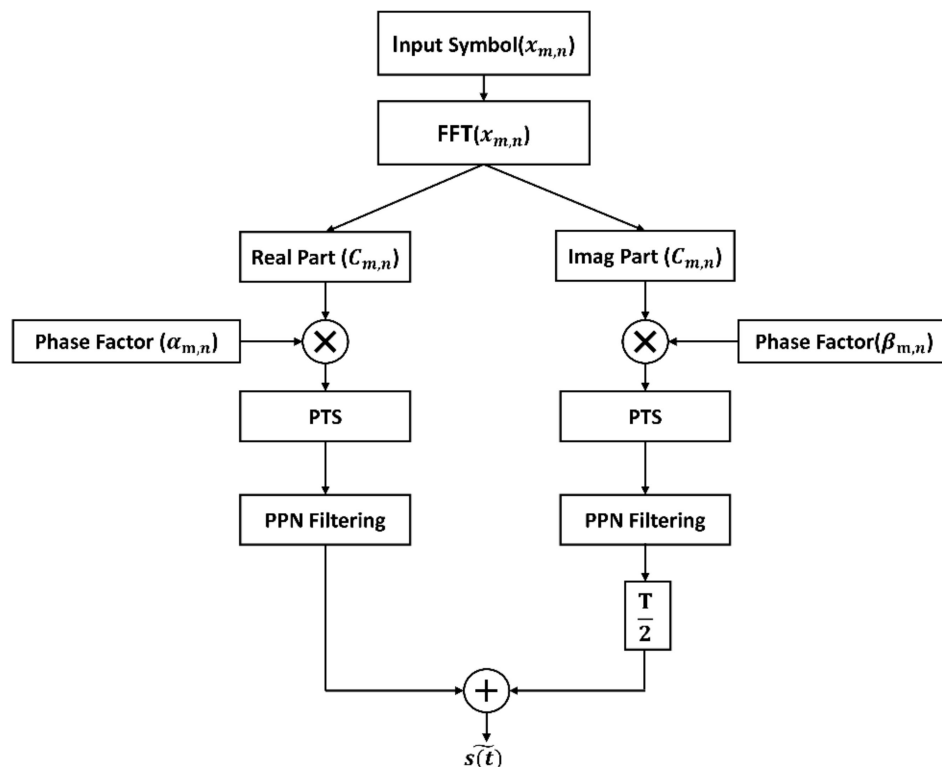 Input Symbol(x_{m,n})
FFT(x_{m,n})
Real Part (C_{m,n})
Imag Part (C_{m,n})
Phase Factor (α_{m,n})
×
×
Phase Factor(β_{m,n})
PTS
PTS
PPN Filtering
PPN Filtering
T
2
+
\widetilde{s(t)}